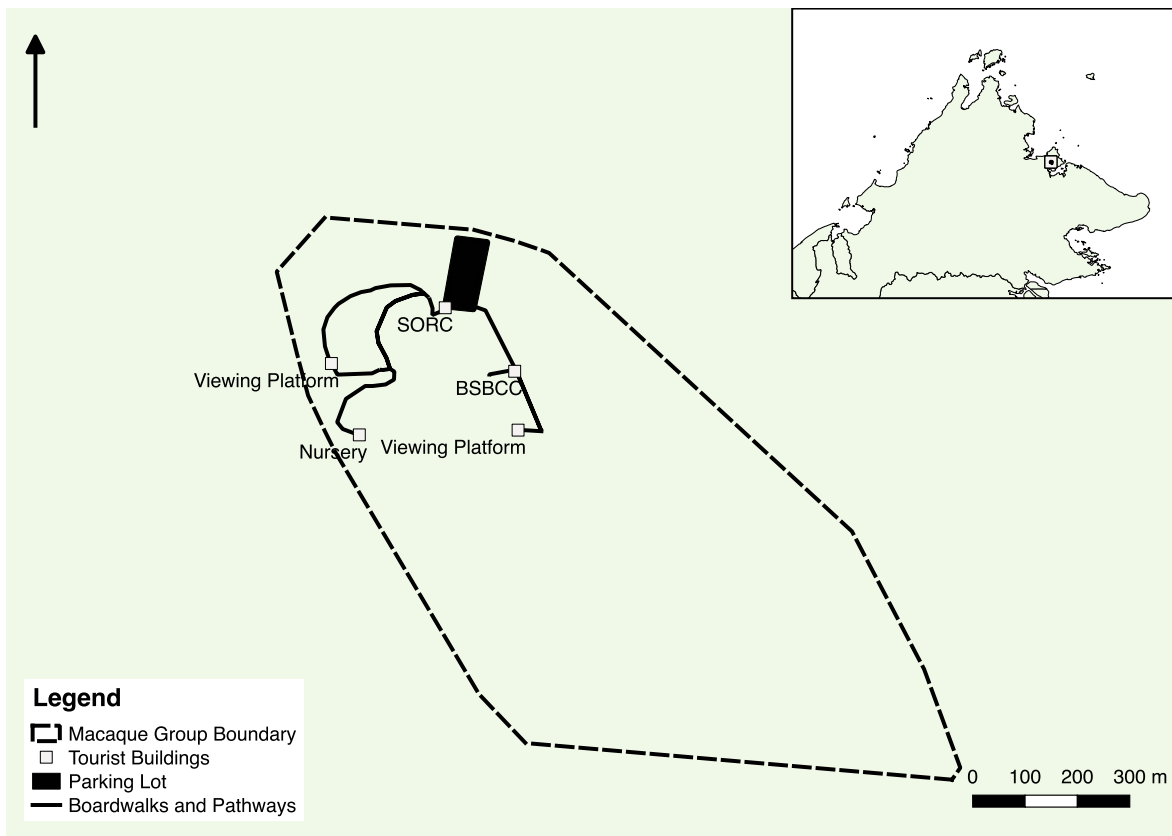 SORC
Viewing Platform
BSBCC
Nursery
Viewing Platform
Legend
Macaque Group Boundary
Tourist Buildings
Parking Lot
Boardwalks and Pathways
0 100 200 300 m